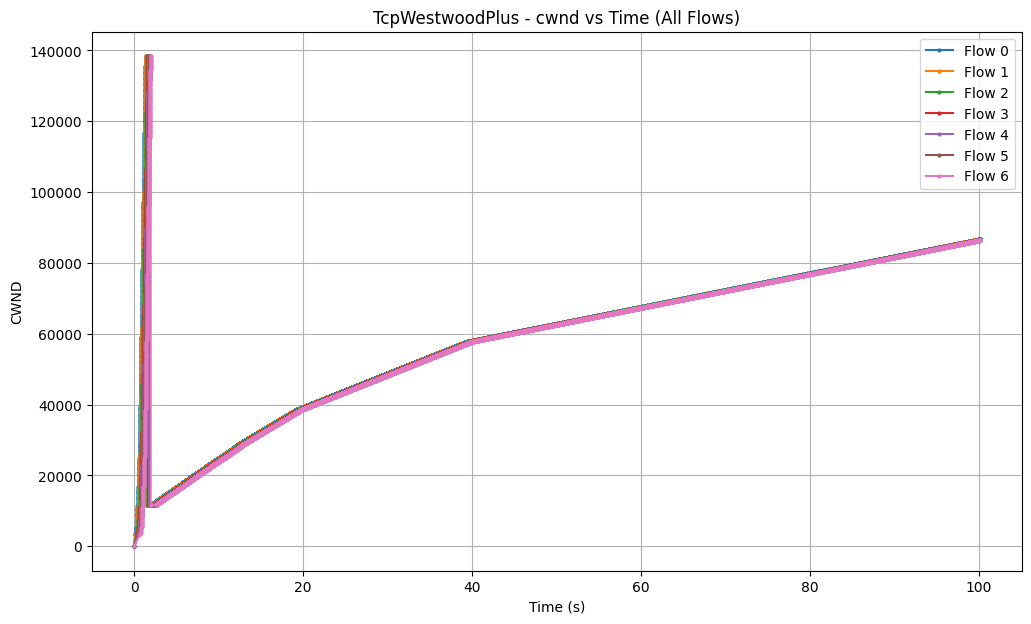 TcpWestwoodPlus - cwnd vs Time (All Flows)
CWND
140000
120000
100000
80000
60000
40000
20000
0
0 20 40 60 80 100
Time (s)
Flow 0
Flow 1
Flow 2
Flow 3
Flow 4
Flow 5
Flow 6